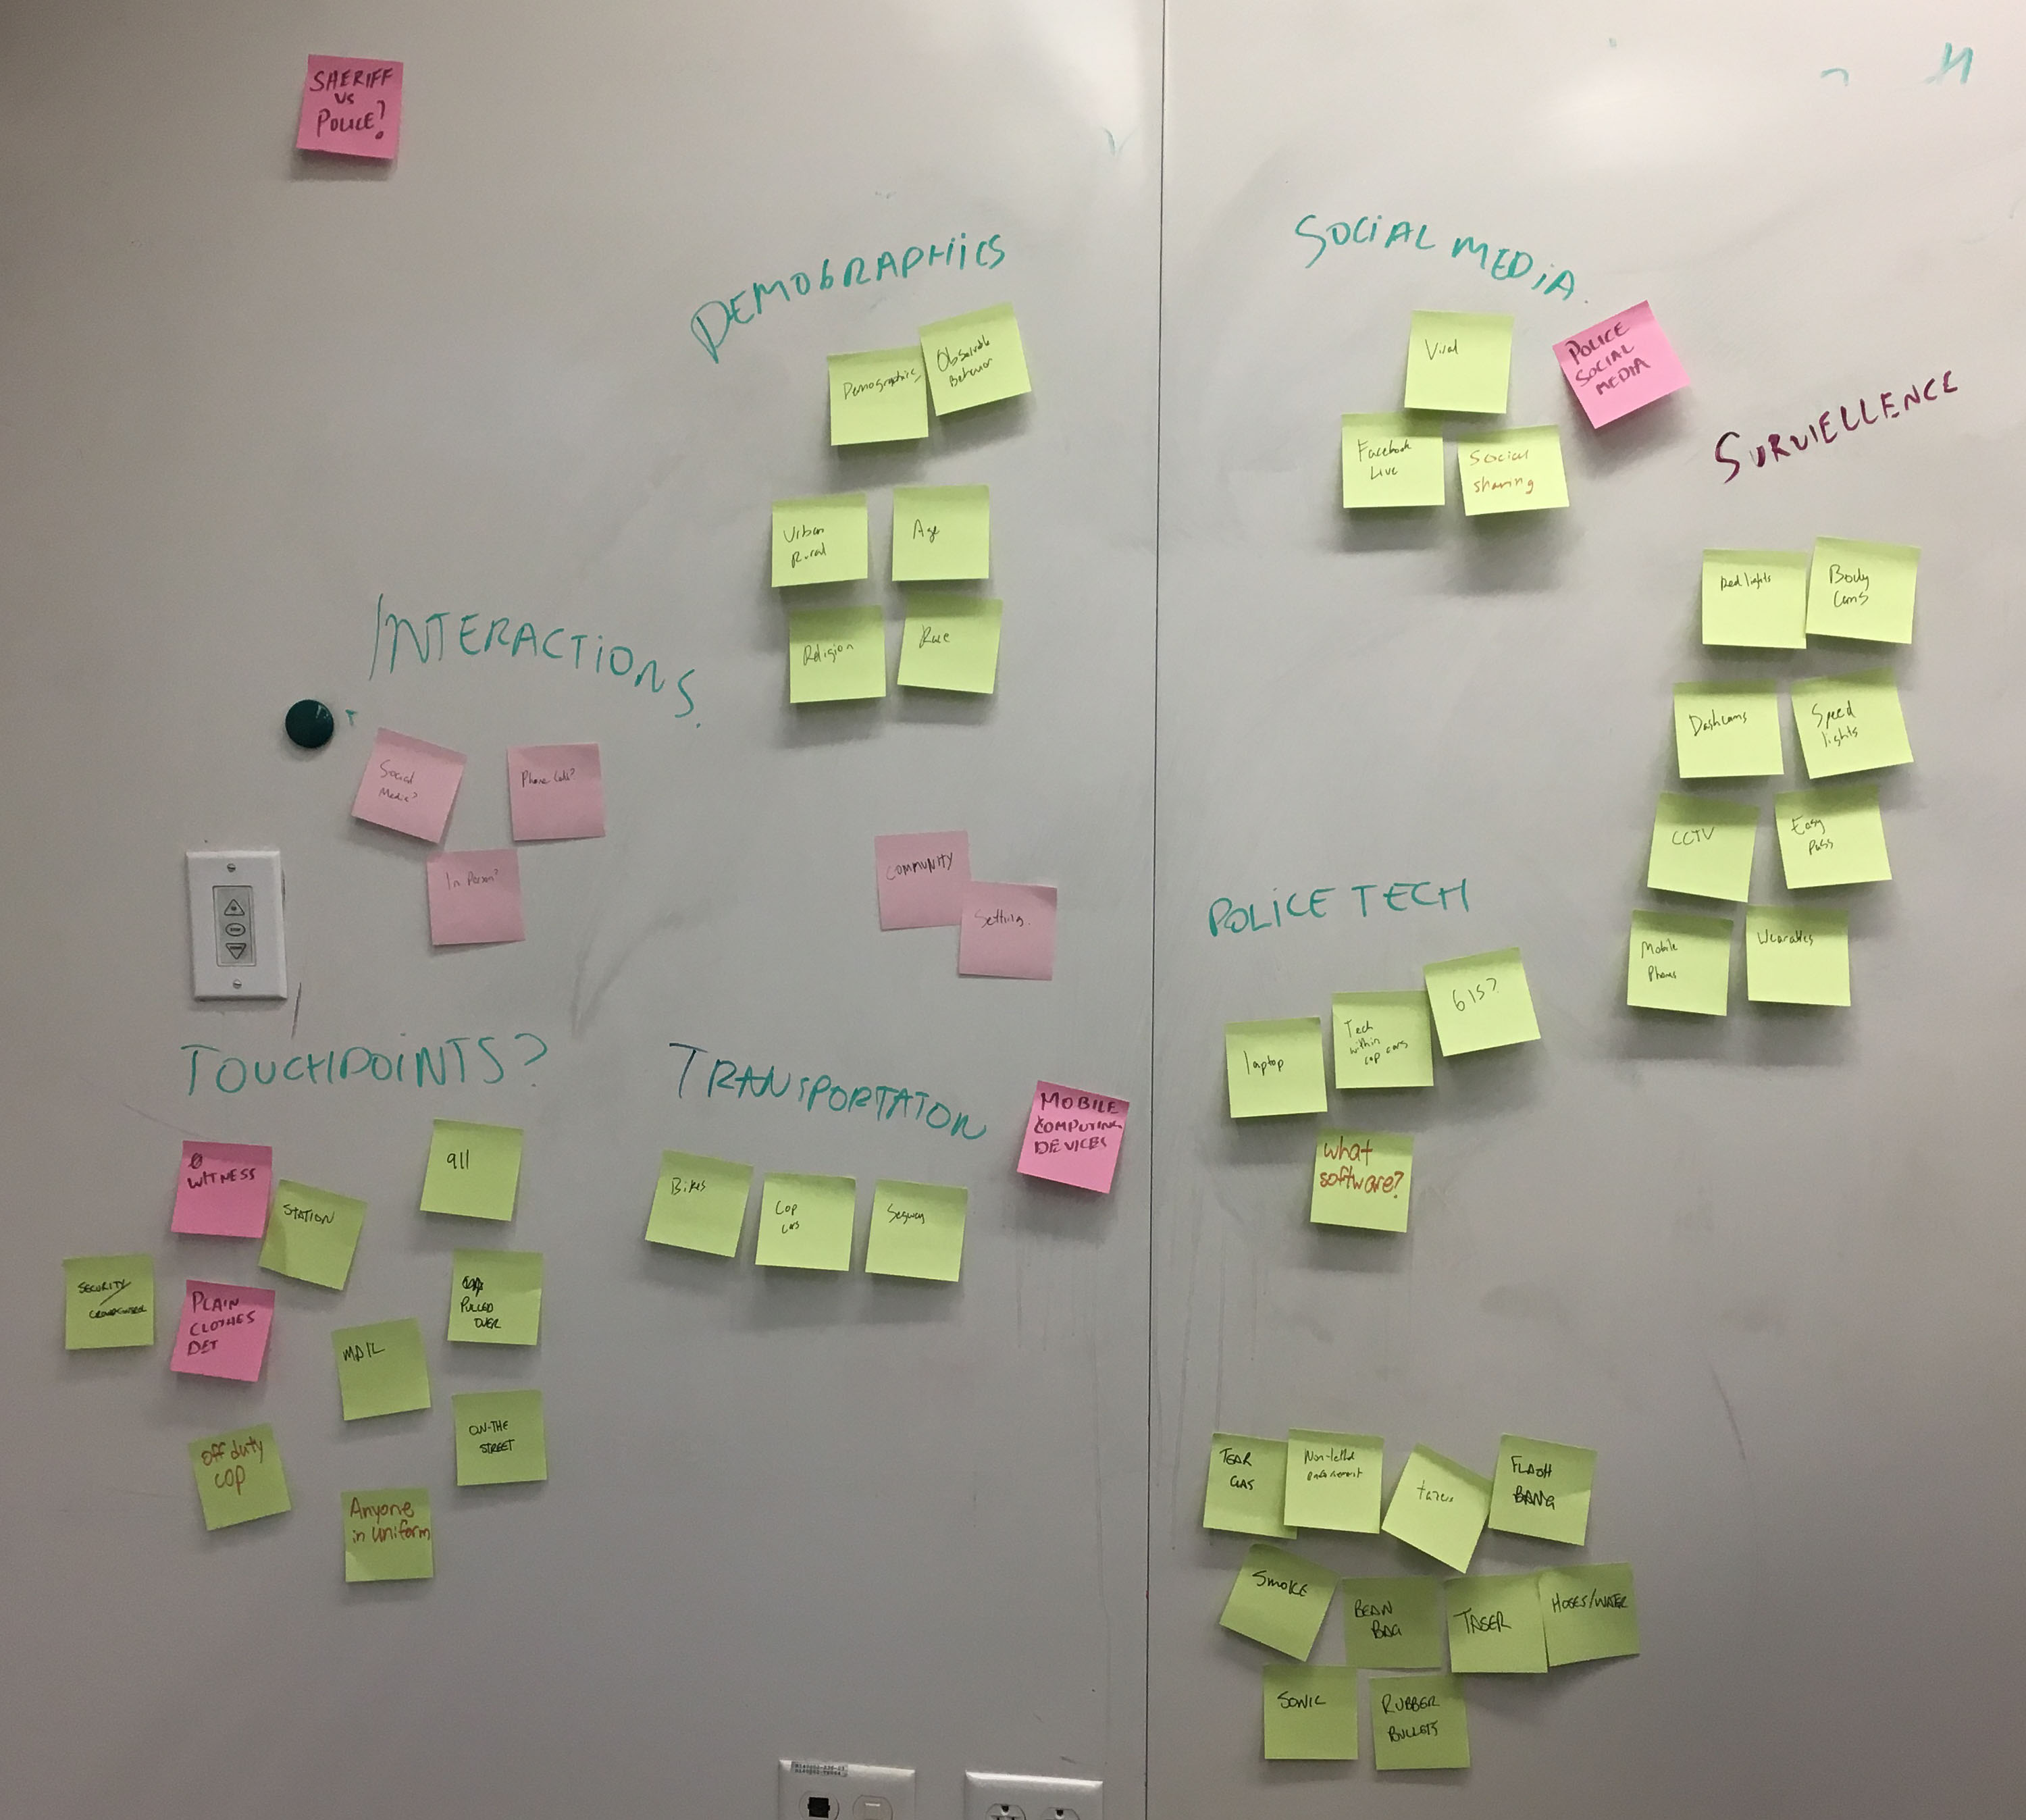 SHERIFF
VS
POLICE?
DEMOGRAPHICS
Demographics
Observable
Behavior
Urban
Rural
Age
Religion
Race
INTERACTIONS.
Social
Media?
Phone Call?
In Person?
COMMUNITY
Setting.
TOUCHPOINTS?
WITNESS
STATION
911
SECURITY/
CROWD CONTROL
PLAIN
CLOTHES
DET
PULLED
OVER
MAIL
ON-THE
STREET
off duty
cop
Anyone
in uniform
TRANSPORTATON
MOBILE
COMPUTING
DEVICES
Bikes
Cop
cars
Segway
SOCIAL MEDIA.
Viral
POLICE
SOCIAL
MEDIA
Facebook
Live
Social
sharing
SURVIELLENCE
Red lights
Body
Cams
Dashcams
Speed
lights
CCTV
Easy
Pass
Mobile
Phones
Wearables
POLICE TECH
laptop
Tech
within
cop cars
GIS?
what
software?
TEAR
GAS
Non-lethal
tazers
FLASH
BANG
SMOKE
BEAN
BAG
TASER
HOSES/WATER
SONIC
RUBBER
BULLETS